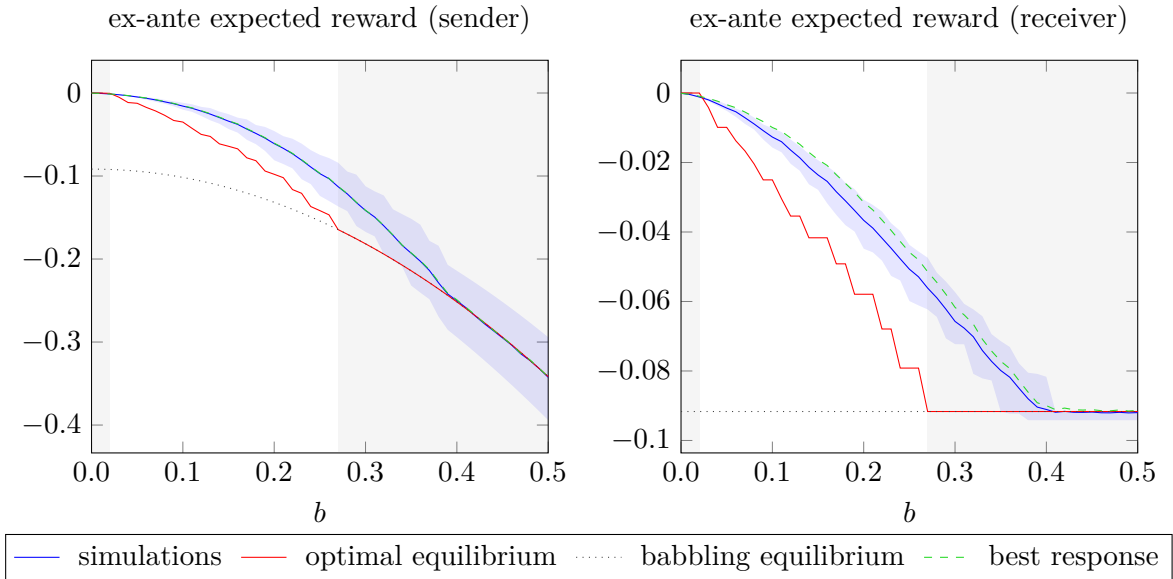 ex-ante expected reward (sender)
ex-ante expected reward (receiver)
0
−0.1
−0.2
−0.3
−0.4
0.0 0.1 0.2 0.3 0.4 0.5
b
0
−0.02
−0.04
−0.06
−0.08
−0.1
0.0 0.1 0.2 0.3 0.4 0.5
b
simulations optimal equilibrium babbling equilibrium best response